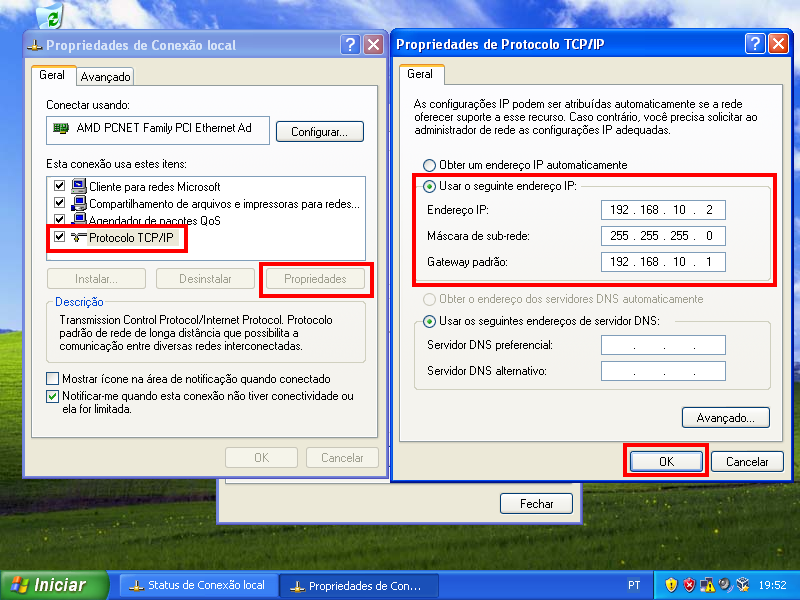 Propriedades de Conexão local
Geral
Avançado
Conectar usando:
AMD PCNET Family PCI Ethernet Ad
Configurar...
Esta conexão usa estes itens:
Cliente para redes Microsoft
Compartilhamento de arquivos e impressoras para redes...
Agendador de pacotes QoS
Protocolo TCP/IP
Instalar...
Desinstalar
Propriedades
Descrição
Transmission Control Protocol/Internet Protocol. Protocolo
padrão de rede de longa distância que possibilita a
comunicação entre diversas redes interconectadas.
Mostrar ícone na área de notificação quando conectado
Notificar-me quando esta conexão não tiver conectividade ou
ela for limitada.
OK
Cancelar
Propriedades de Protocolo TCP/IP
Geral
As configurações IP podem ser atribuídas automaticamente se a rede
oferecer suporte a esse recurso. Caso contrário, você precisa solicitar ao
administrador de rede as configurações IP adequadas.
Obter um endereço IP automaticamente
Usar o seguinte endereço IP:
Endereço IP: 192 . 168 . 10 . 2
Máscara de sub-rede: 255 . 255 . 255 . 0
Gateway padrão: 192 . 168 . 10 . 1
Obter o endereço dos servidores DNS automaticamente
Usar os seguintes endereços de servidor DNS:
Servidor DNS preferencial: . . .
Servidor DNS alternativo: . . .
Avançado...
OK
Cancelar
Fechar
Iniciar
Status de Conexão local
Propriedades de Con...
PT
19:52